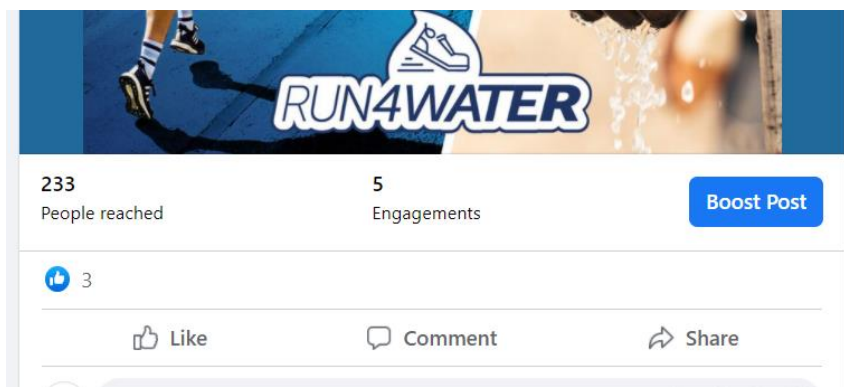 RUN4WATER
233
People reached
5
Engagements
Boost Post
3
Like
Comment
Share